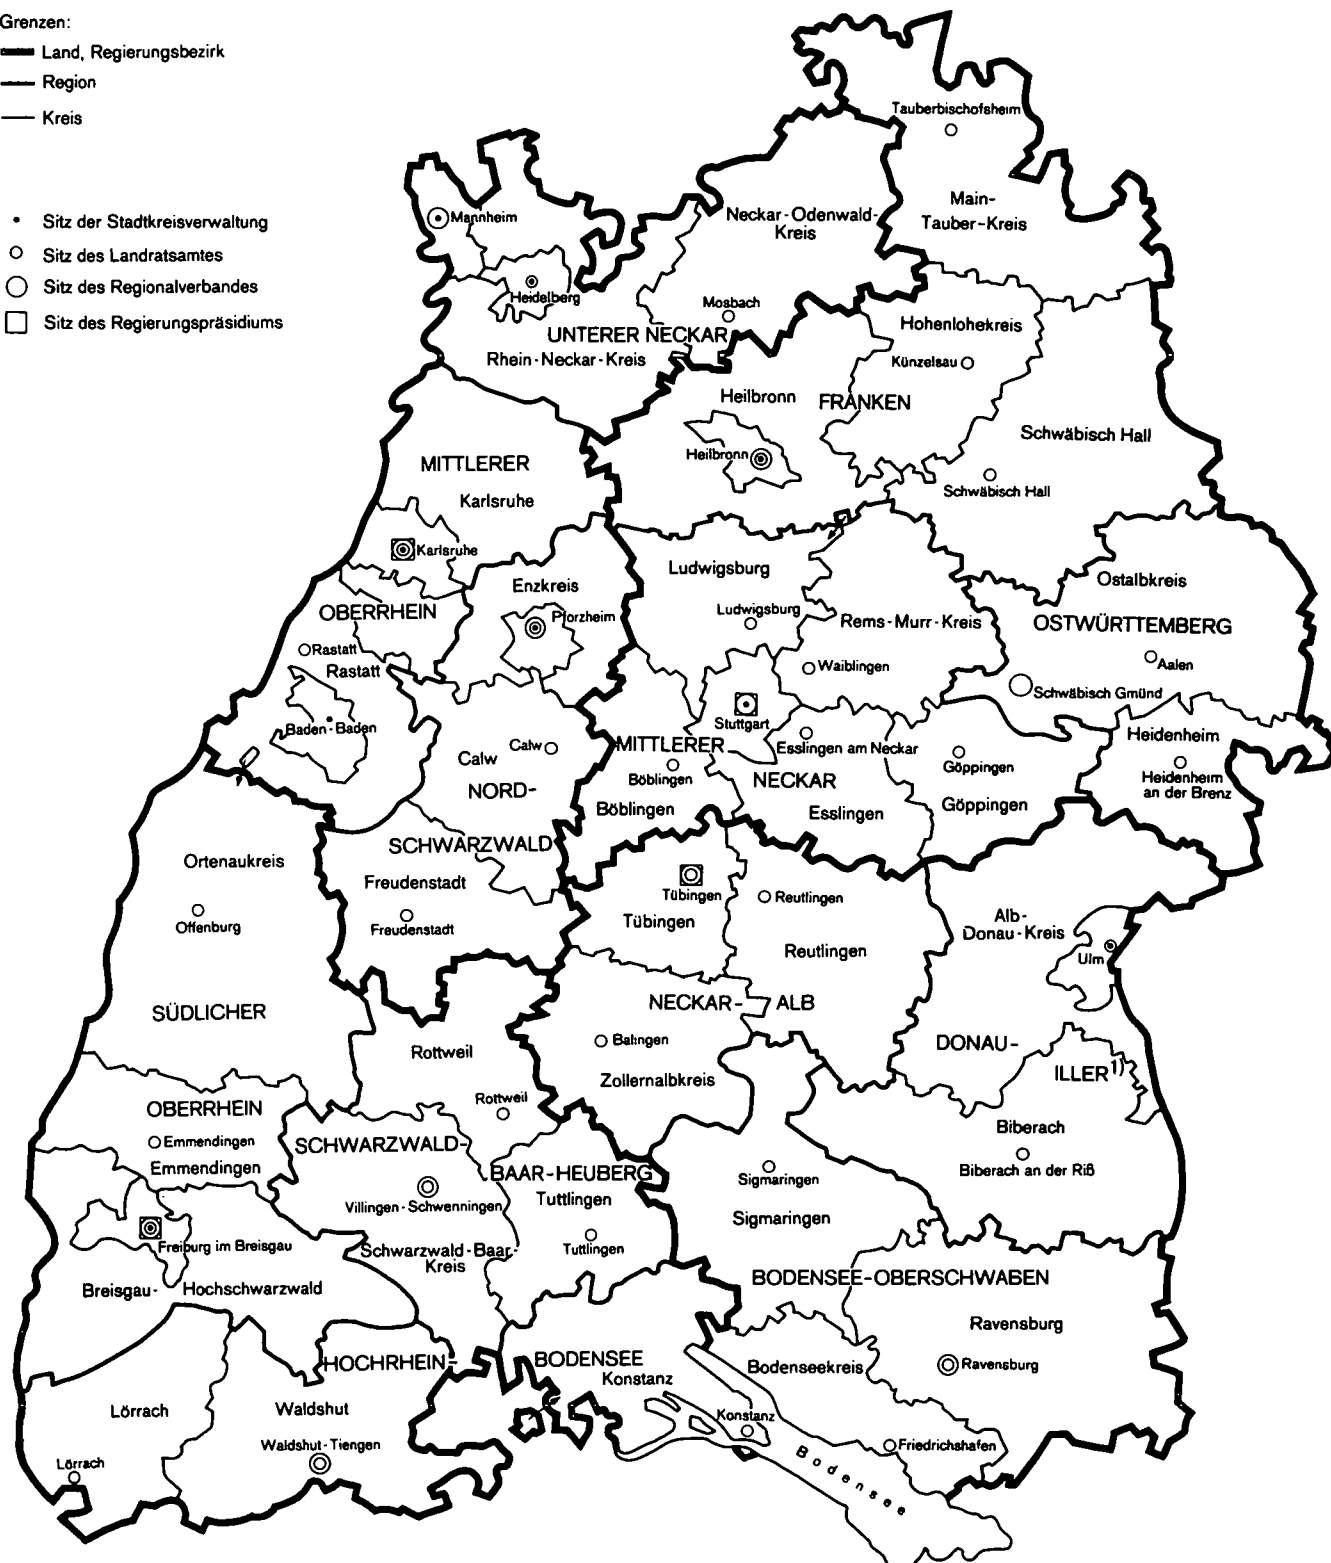 Grenzen:
Land, Regierungsbezirk
Region
Kreis
Sitz der Stadtkreisverwaltung
Sitz des Landratsamtes
Sitz des Regionalverbandes
Sitz des Regierungspräsidiums
Tauberbischofsheim
Main-
Tauber-Kreis
Mannheim
Neckar-Odenwald-
Kreis
Heidelberg
Mosbach
UNTERER NECKAR
Rhein-Neckar-Kreis
Hohenlohekreis
Künzelsau
Heilbronn
FRANKEN
Heilbronn
Schwäbisch Hall
Schwäbisch Hall
MITTLERER
Karlsruhe
Karlsruhe
Enzkreis
Pforzheim
OBERRHEIN
Rastatt
Rastatt
Baden-Baden
Ludwigsburg
Ludwigsburg
Rems-Murr-Kreis
Waiblingen
Ostalbkreis
OSTWÜRTTEMBERG
Aalen
Schwäbisch Gmünd
Stuttgart
MITTLERER
Esslingen am Neckar
Böblingen
NECKAR
Böblingen
Esslingen
Göppingen
Göppingen
Heidenheim
Heidenheim
an der Brenz
Calw
Calw
NORD-
SCHWARZWALD
Freudenstadt
Freudenstadt
Ortenaukreis
Offenburg
Tübingen
Tübingen
Reutlingen
Reutlingen
Alb-
Donau-Kreis
Ulm
SÜDLICHER
NECKAR-
ALB
Balingen
Zollernalbkreis
DONAU-
ILLER 1)
Rottweil
Rottweil
OBERRHEIN
Emmendingen
Emmendingen
SCHWARZWALD-
BAAR-HEUBERG
Villingen-Schwenningen
Tuttlingen
Tuttlingen
Schwarzwald-Baar-
Kreis
Biberach
Biberach an der Riß
Sigmaringen
Sigmaringen
Freiburg im Breisgau
Breisgau-
Hochschwarzwald
BODENSEE-OBERSCHWABEN
Ravensburg
Ravensburg
Bodenseekreis
HOCHRHEIN-
BODENSEE
Konstanz
Konstanz
Lörrach
Lörrach
Waldshut
Waldshut-Tiengen
Friedrichshafen
Bodensee